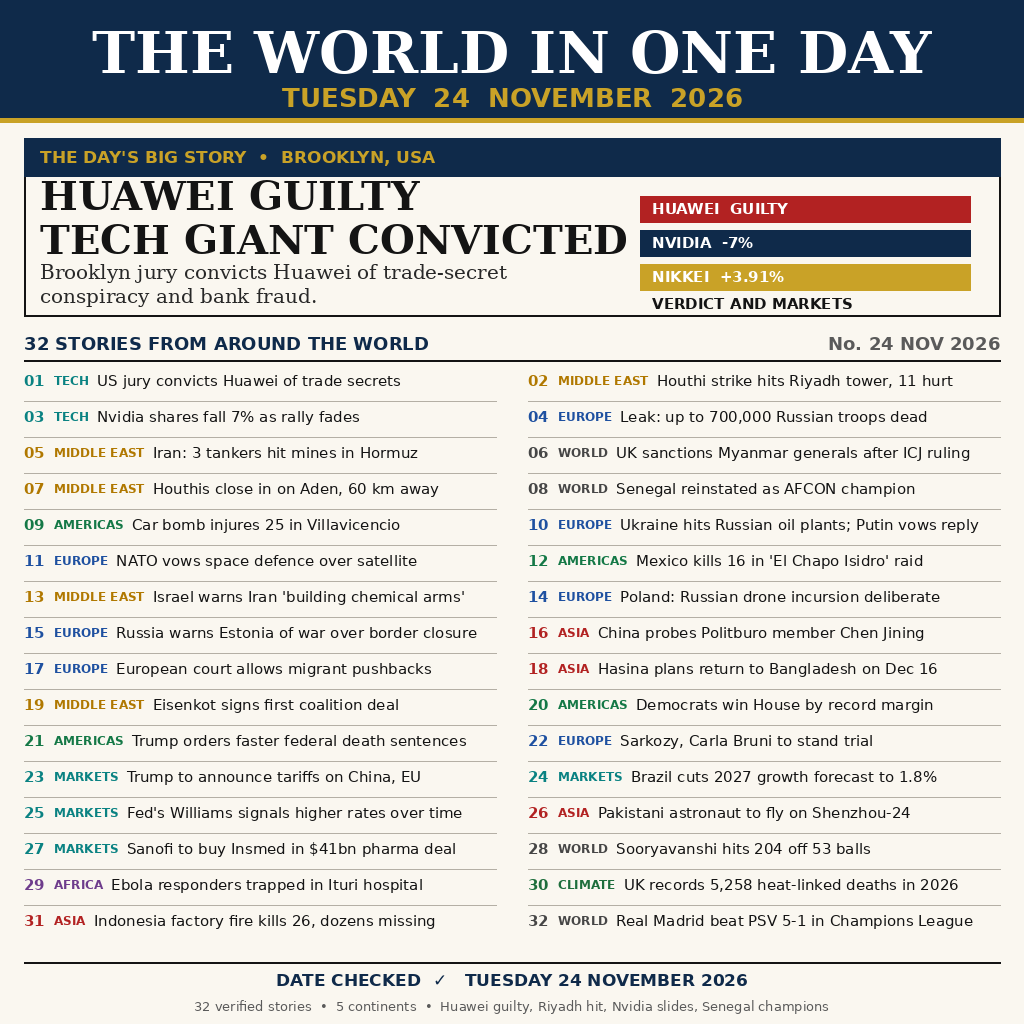 THE WORLD IN ONE DAY
TUESDAY 24 NOVEMBER 2026
THE DAY'S BIG STORY • BROOKLYN, USA
HUAWEI GUILTY
TECH GIANT CONVICTED
Brooklyn jury convicts Huawei of trade-secret
conspiracy and bank fraud.
HUAWEI GUILTY
NVIDIA -7%
NIKKEI +3.91%
VERDICT AND MARKETS
32 STORIES FROM AROUND THE WORLD
No. 24 NOV 2026
01 TECH US jury convicts Huawei of trade secrets
02 MIDDLE EAST Houthi strike hits Riyadh tower, 11 hurt
03 TECH Nvidia shares fall 7% as rally fades
04 EUROPE Leak: up to 700,000 Russian troops dead
05 MIDDLE EAST Iran: 3 tankers hit mines in Hormuz
06 WORLD UK sanctions Myanmar generals after ICJ ruling
07 MIDDLE EAST Houthis close in on Aden, 60 km away
08 WORLD Senegal reinstated as AFCON champion
09 AMERICAS Car bomb injures 25 in Villavicencio
10 EUROPE Ukraine hits Russian oil plants; Putin vows reply
11 EUROPE NATO vows space defence over satellite
12 AMERICAS Mexico kills 16 in 'El Chapo Isidro' raid
13 MIDDLE EAST Israel warns Iran 'building chemical arms'
14 EUROPE Poland: Russian drone incursion deliberate
15 EUROPE Russia warns Estonia of war over border closure
16 ASIA China probes Politburo member Chen Jining
17 EUROPE European court allows migrant pushbacks
18 ASIA Hasina plans return to Bangladesh on Dec 16
19 MIDDLE EAST Eisenkot signs first coalition deal
20 AMERICAS Democrats win House by record margin
21 AMERICAS Trump orders faster federal death sentences
22 EUROPE Sarkozy, Carla Bruni to stand trial
23 MARKETS Trump to announce tariffs on China, EU
24 MARKETS Brazil cuts 2027 growth forecast to 1.8%
25 MARKETS Fed's Williams signals higher rates over time
26 ASIA Pakistani astronaut to fly on Shenzhou-24
27 MARKETS Sanofi to buy Insmed in $41bn pharma deal
28 WORLD Sooryavanshi hits 204 off 53 balls
29 AFRICA Ebola responders trapped in Ituri hospital
30 CLIMATE UK records 5,258 heat-linked deaths in 2026
31 ASIA Indonesia factory fire kills 26, dozens missing
32 WORLD Real Madrid beat PSV 5-1 in Champions League
DATE CHECKED ✓ TUESDAY 24 NOVEMBER 2026
32 verified stories • 5 continents • Huawei guilty, Riyadh hit, Nvidia slides, Senegal champions